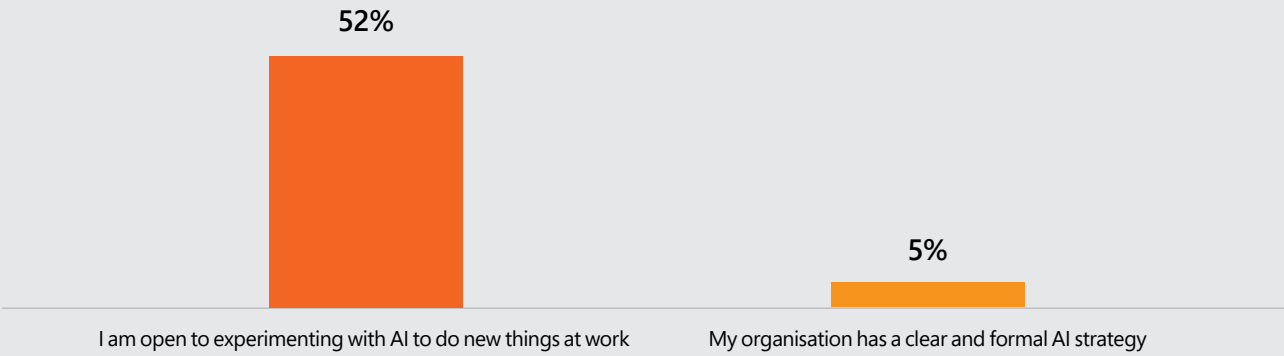 52%
5%
I am open to experimenting with AI to do new things at work
My organisation has a clear and formal AI strategy